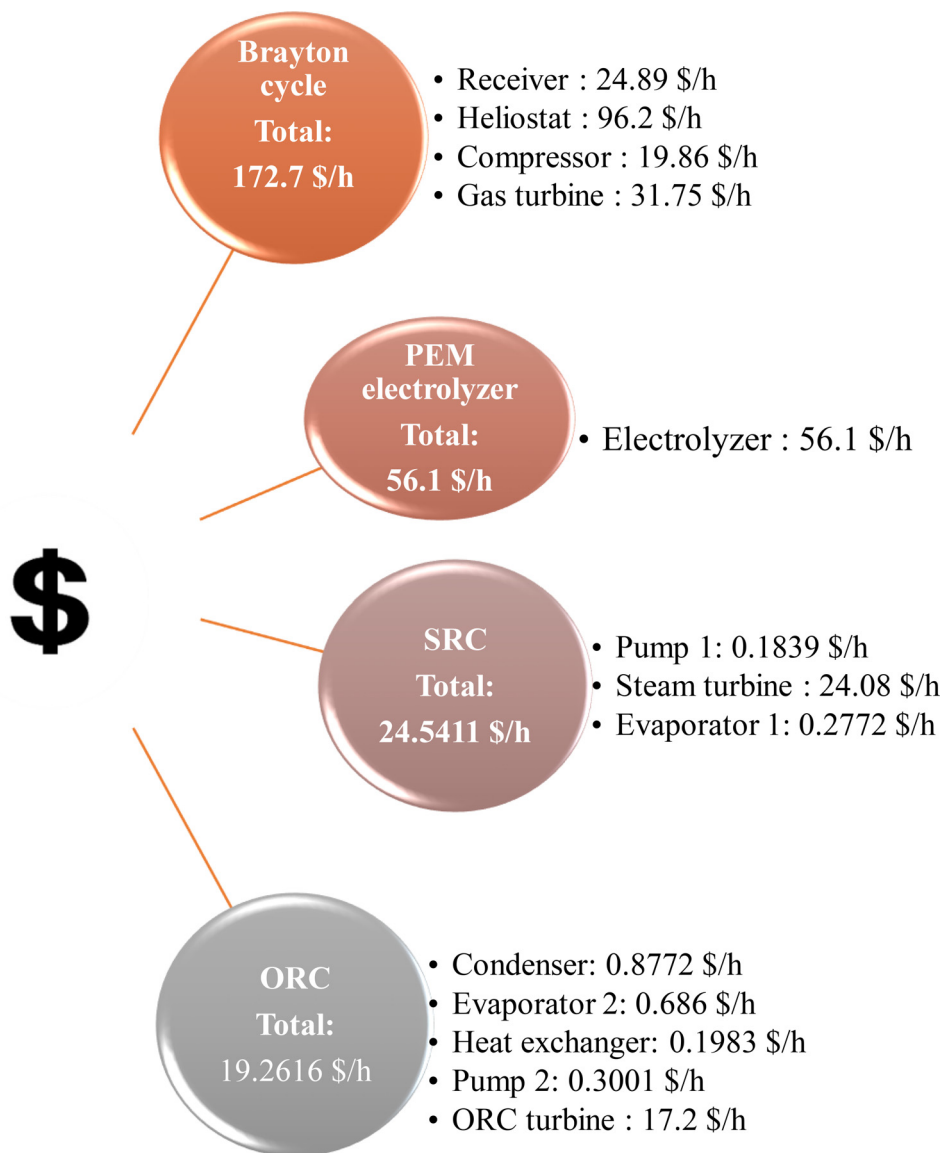 Brayton
cycle
Total:
172.7 $/h
• Receiver : 24.89 $/h
• Heliostat : 96.2 $/h
• Compressor : 19.86 $/h
• Gas turbine : 31.75 $/h
PEM
electrolyzer
Total:
56.1 $/h
• Electrolyzer : 56.1 $/h
$
SRC
Total:
24.5411 $/h
• Pump 1: 0.1839 $/h
• Steam turbine : 24.08 $/h
• Evaporator 1: 0.2772 $/h
ORC
Total:
19.2616 $/h
• Condenser: 0.8772 $/h
• Evaporator 2: 0.686 $/h
• Heat exchanger: 0.1983 $/h
• Pump 2: 0.3001 $/h
• ORC turbine : 17.2 $/h